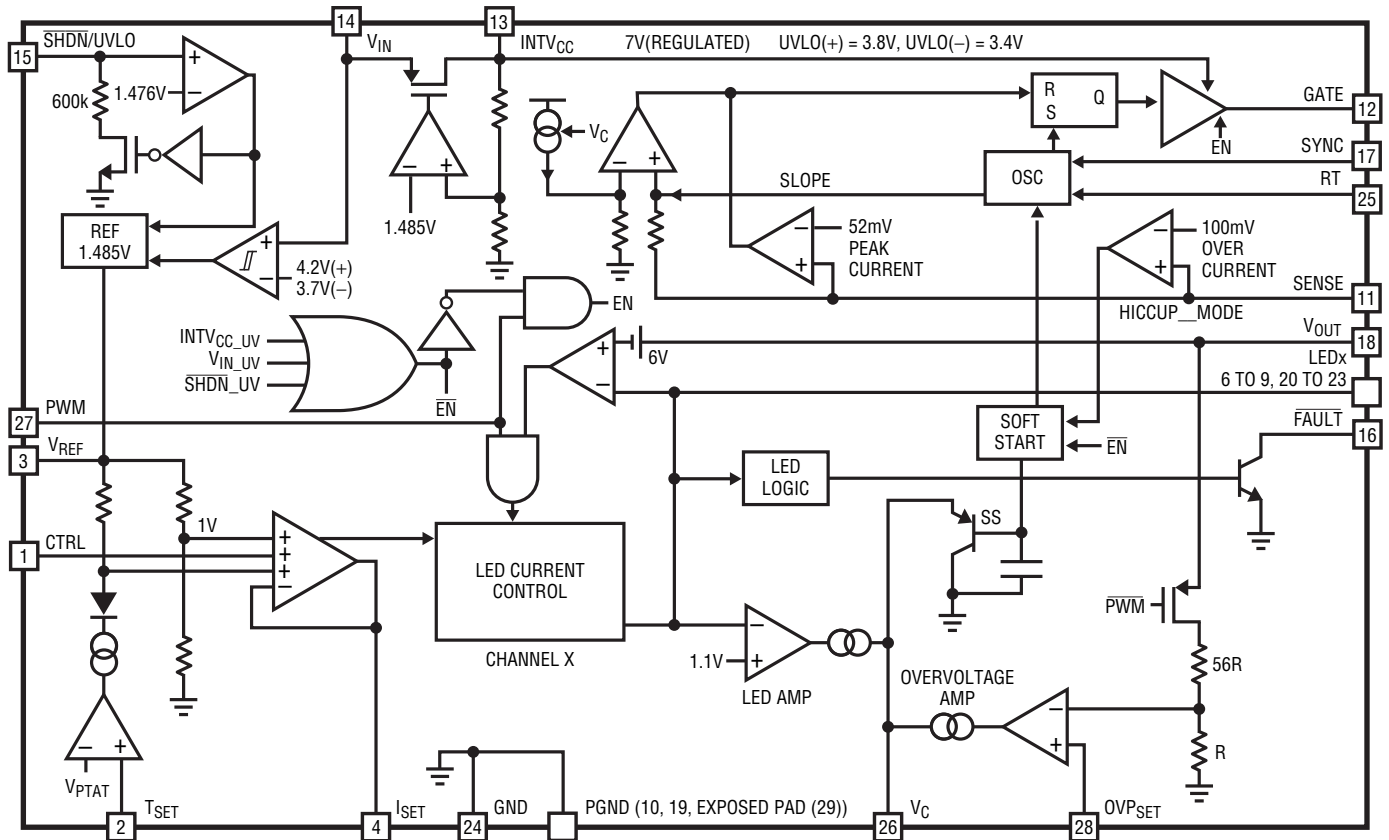 14
13
15
SHDN/UVLO
VIN
INTVCC
7V(REGULATED)
UVLO(+) = 3.8V, UVLO(−) = 3.4V
+
−
1.476V
600k
VC
R
S
Q
GATE
12
EN
SYNC
17
OSC
RT
25
SLOPE
−
+
−
+
1.485V
REF
1.485V
+
−
4.2V(+)
3.7V(−)
−
+
52mV
PEAK
CURRENT
−
+
100mV
OVER
CURRENT
SENSE
11
HICCUP__MODE
EN
INTVCC_UV
VIN_UV
SHDN_UV
EN
+
−
6V
VOUT
18
LEDx
6 TO 9, 20 TO 23
PWM
27
VREF
3
SOFT
START
EN
FAULT
16
LED
LOGIC
SS
1V
CTRL
1
+
+
+
−
LED CURRENT
CONTROL
CHANNEL X
−
+
1.1V
LED AMP
PWM
56R
OVERVOLTAGE
AMP
−
+
R
−
+
VPTAT
TSET
2
ISET
4
GND
24
PGND (10, 19, EXPOSED PAD (29))
VC
26
OVPSET
28